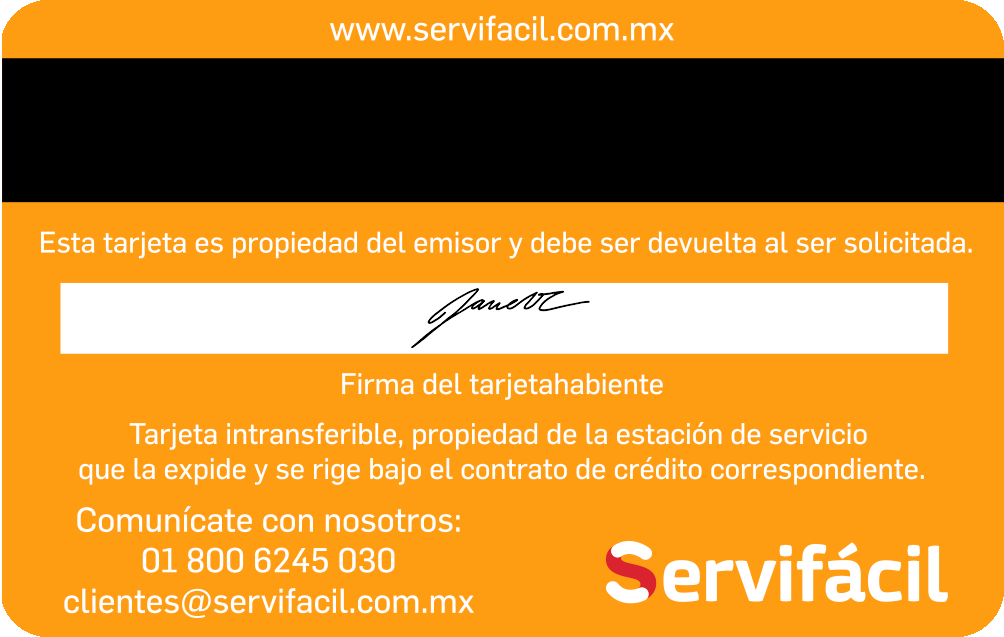 www.servifacil.com.mx
Esta tarjeta es propiedad del emisor y debe ser devuelta al ser solicitada.
Firma del tarjetahabiente
Tarjeta intransferible, propiedad de la estación de servicio
que la expide y se rige bajo el contrato de crédito correspondiente.
Comunícate con nosotros:
01 800 6245 030
clientes@servifacil.com.mx
Servifácil